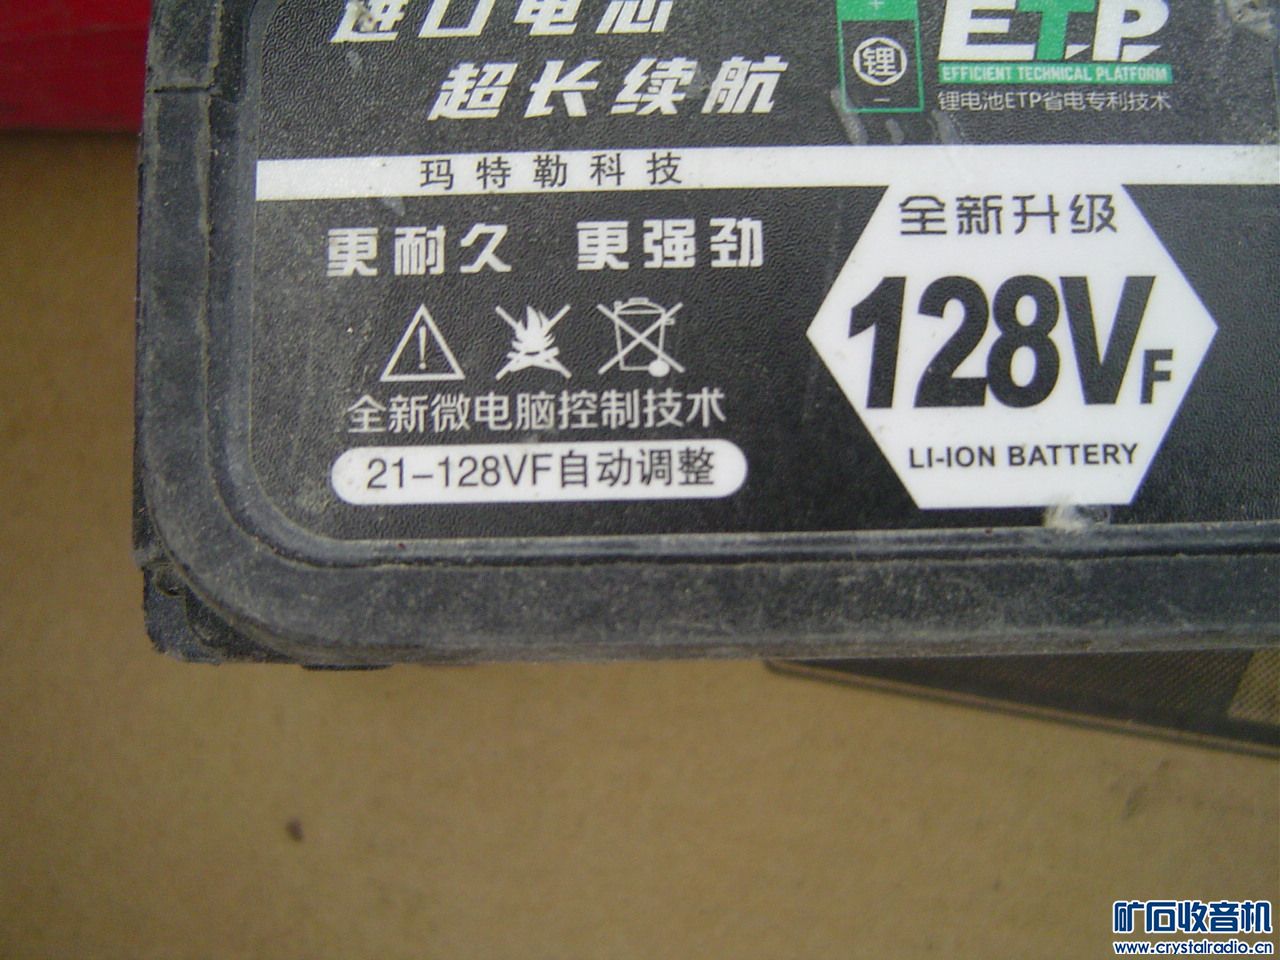 进口电芯
超长续航
+
锂
−
ETP
EFFICIENT TECHNICAL PLATFORM
锂电池ETP省电专利技术
玛特勒科技
更耐久 更强劲
全新微电脑控制技术
21-128VF自动调整
全新升级
128VF
LI-ION BATTERY
矿石收音机
www.crystalradio.cn